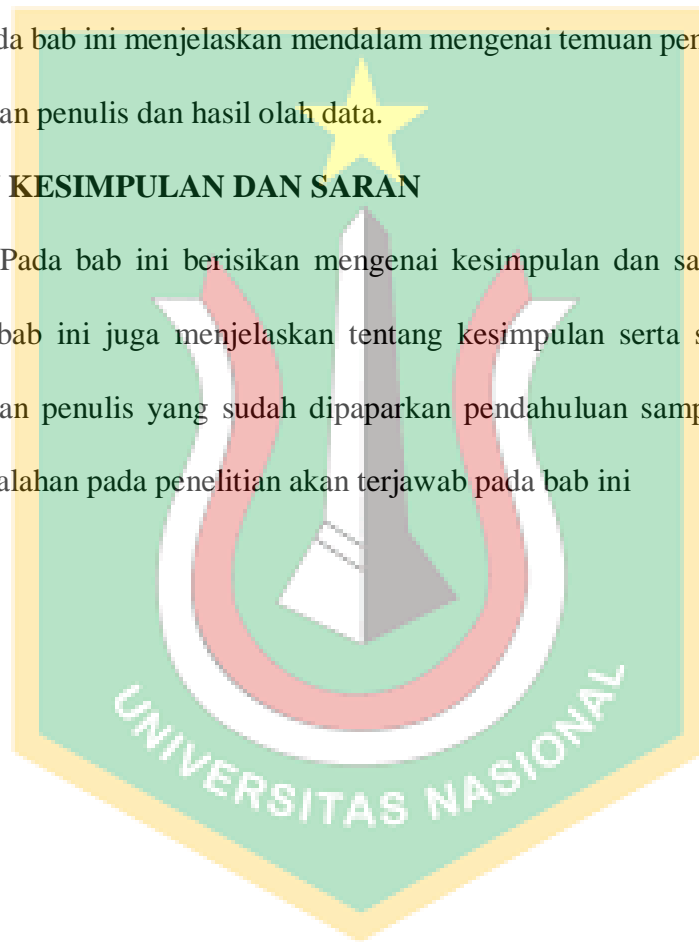 da bab ini menjelaskan mendalam mengenai temuan pen
an penulis dan hasil olah data.
KESIMPULAN DAN SARAN
Pada bab ini berisikan mengenai kesimpulan dan sa
bab ini juga menjelaskan tentang kesimpulan serta s
an penulis yang sudah dipaparkan pendahuluan samp
alahan pada penelitian akan terjawab pada bab ini
UNIVERSITAS NASIONAL